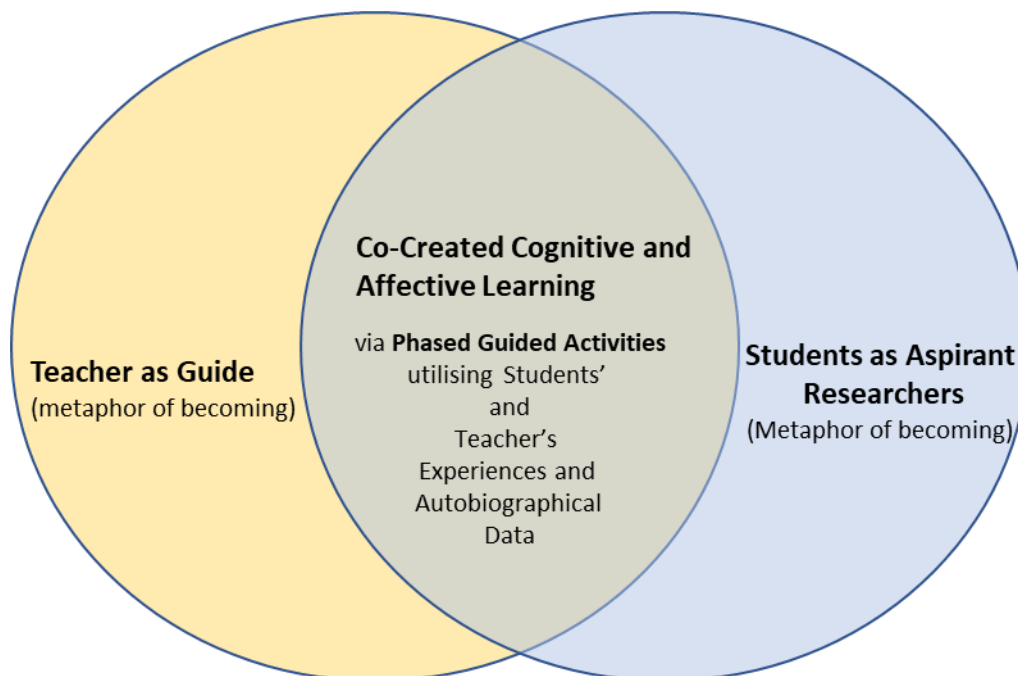 Teacher as Guide
(metaphor of becoming)
Co-Created Cognitive and
Affective Learning
via Phased Guided Activities
utilising Students’
and
Teacher’s
Experiences and
Autobiographical
Data
Students as Aspirant
Researchers
(Metaphor of becoming)